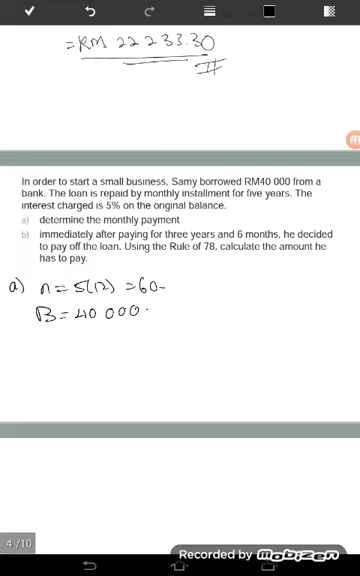 = RM 22 233.30
In order to start a small business, Samy borrowed RM40 000 from a
bank. The loan is repaid by monthly installment for five years. The
interest charged is 5% on the original balance.
a) determine the monthly payment
b) immediately after paying for three years and 6 months, he decided
to pay off the loan. Using the Rule of 78, calculate the amount he
has to pay.
a) n = 5(12) = 60
B = 40 000.
4 /10
Recorded by Mobizen